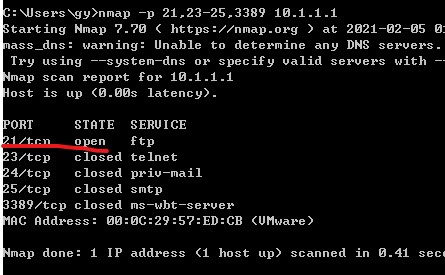 C:\Users\gy>nmap -p 21,23-25,3389 10.1.1.1
Starting Nmap 7.70 ( https://nmap.org ) at 2021-02-05 0
mass_dns: warning: Unable to determine any DNS servers.
Try using --system-dns or specify valid servers with --
Nmap scan report for 10.1.1.1
Host is up (0.00s latency).
PORT STATE SERVICE
21/tcp open ftp
23/tcp closed telnet
24/tcp closed priv-mail
25/tcp closed smtp
3389/tcp closed ms-wbt-server
MAC Address: 00:0C:29:57:ED:CB (VMware)
Nmap done: 1 IP address (1 host up) scanned in 0.41 sec